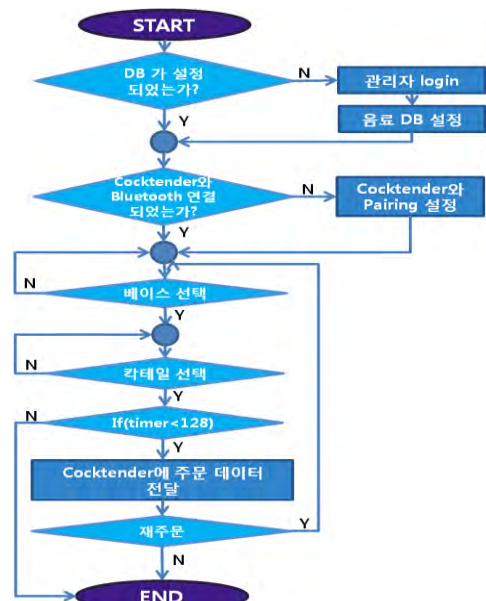 START
DB 가 설정
되었는가?
N
관리자 login
음료 DB 설정
Y
Cocktender와
Bluetooth 연결
되었는가?
N
Cocktender와
Pairing 설정
Y
N
베이스 선택
Y
N
칵테일 선택
Y
N
If(timer<128)
Y
Cocktender에 주문 데이터
전달
재주문
Y
N
END